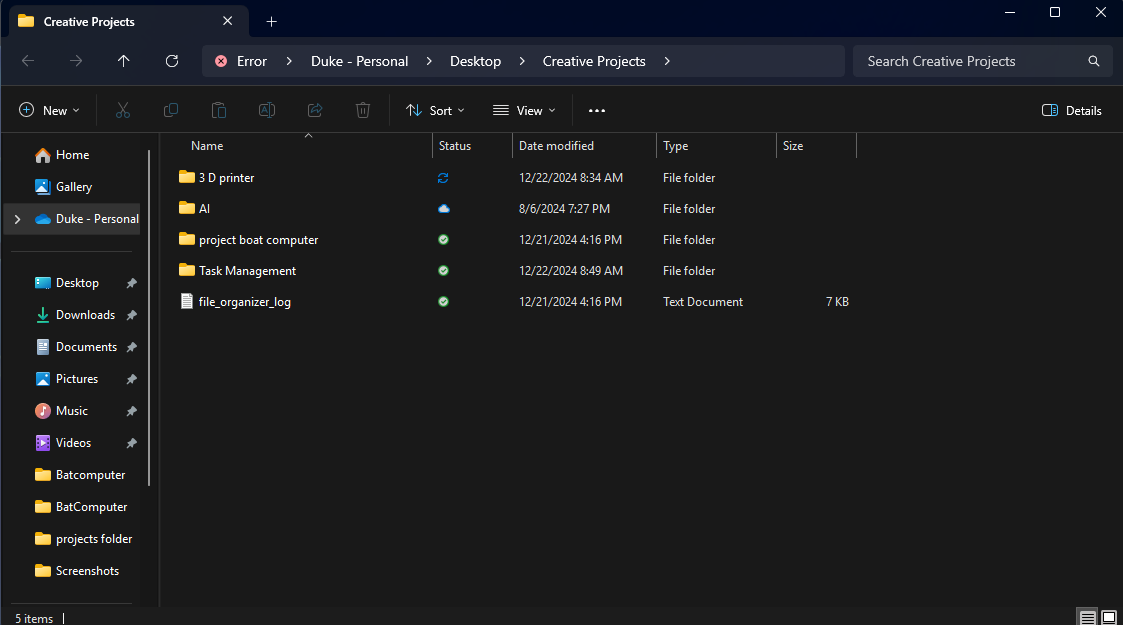 Creative Projects
Error > Duke - Personal > Desktop > Creative Projects >
Search Creative Projects
New
Sort
View
Details
Home
Gallery
Duke - Personal
Desktop
Downloads
Documents
Pictures
Music
Videos
Batcomputer
BatComputer
projects folder
Screenshots
Name Status Date modified Type Size
3 D printer 12/22/2024 8:34 AM File folder
AI 8/6/2024 7:27 PM File folder
project boat computer 12/21/2024 4:16 PM File folder
Task Management 12/22/2024 8:49 AM File folder
file_organizer_log 12/21/2024 4:16 PM Text Document 7 KB
5 items